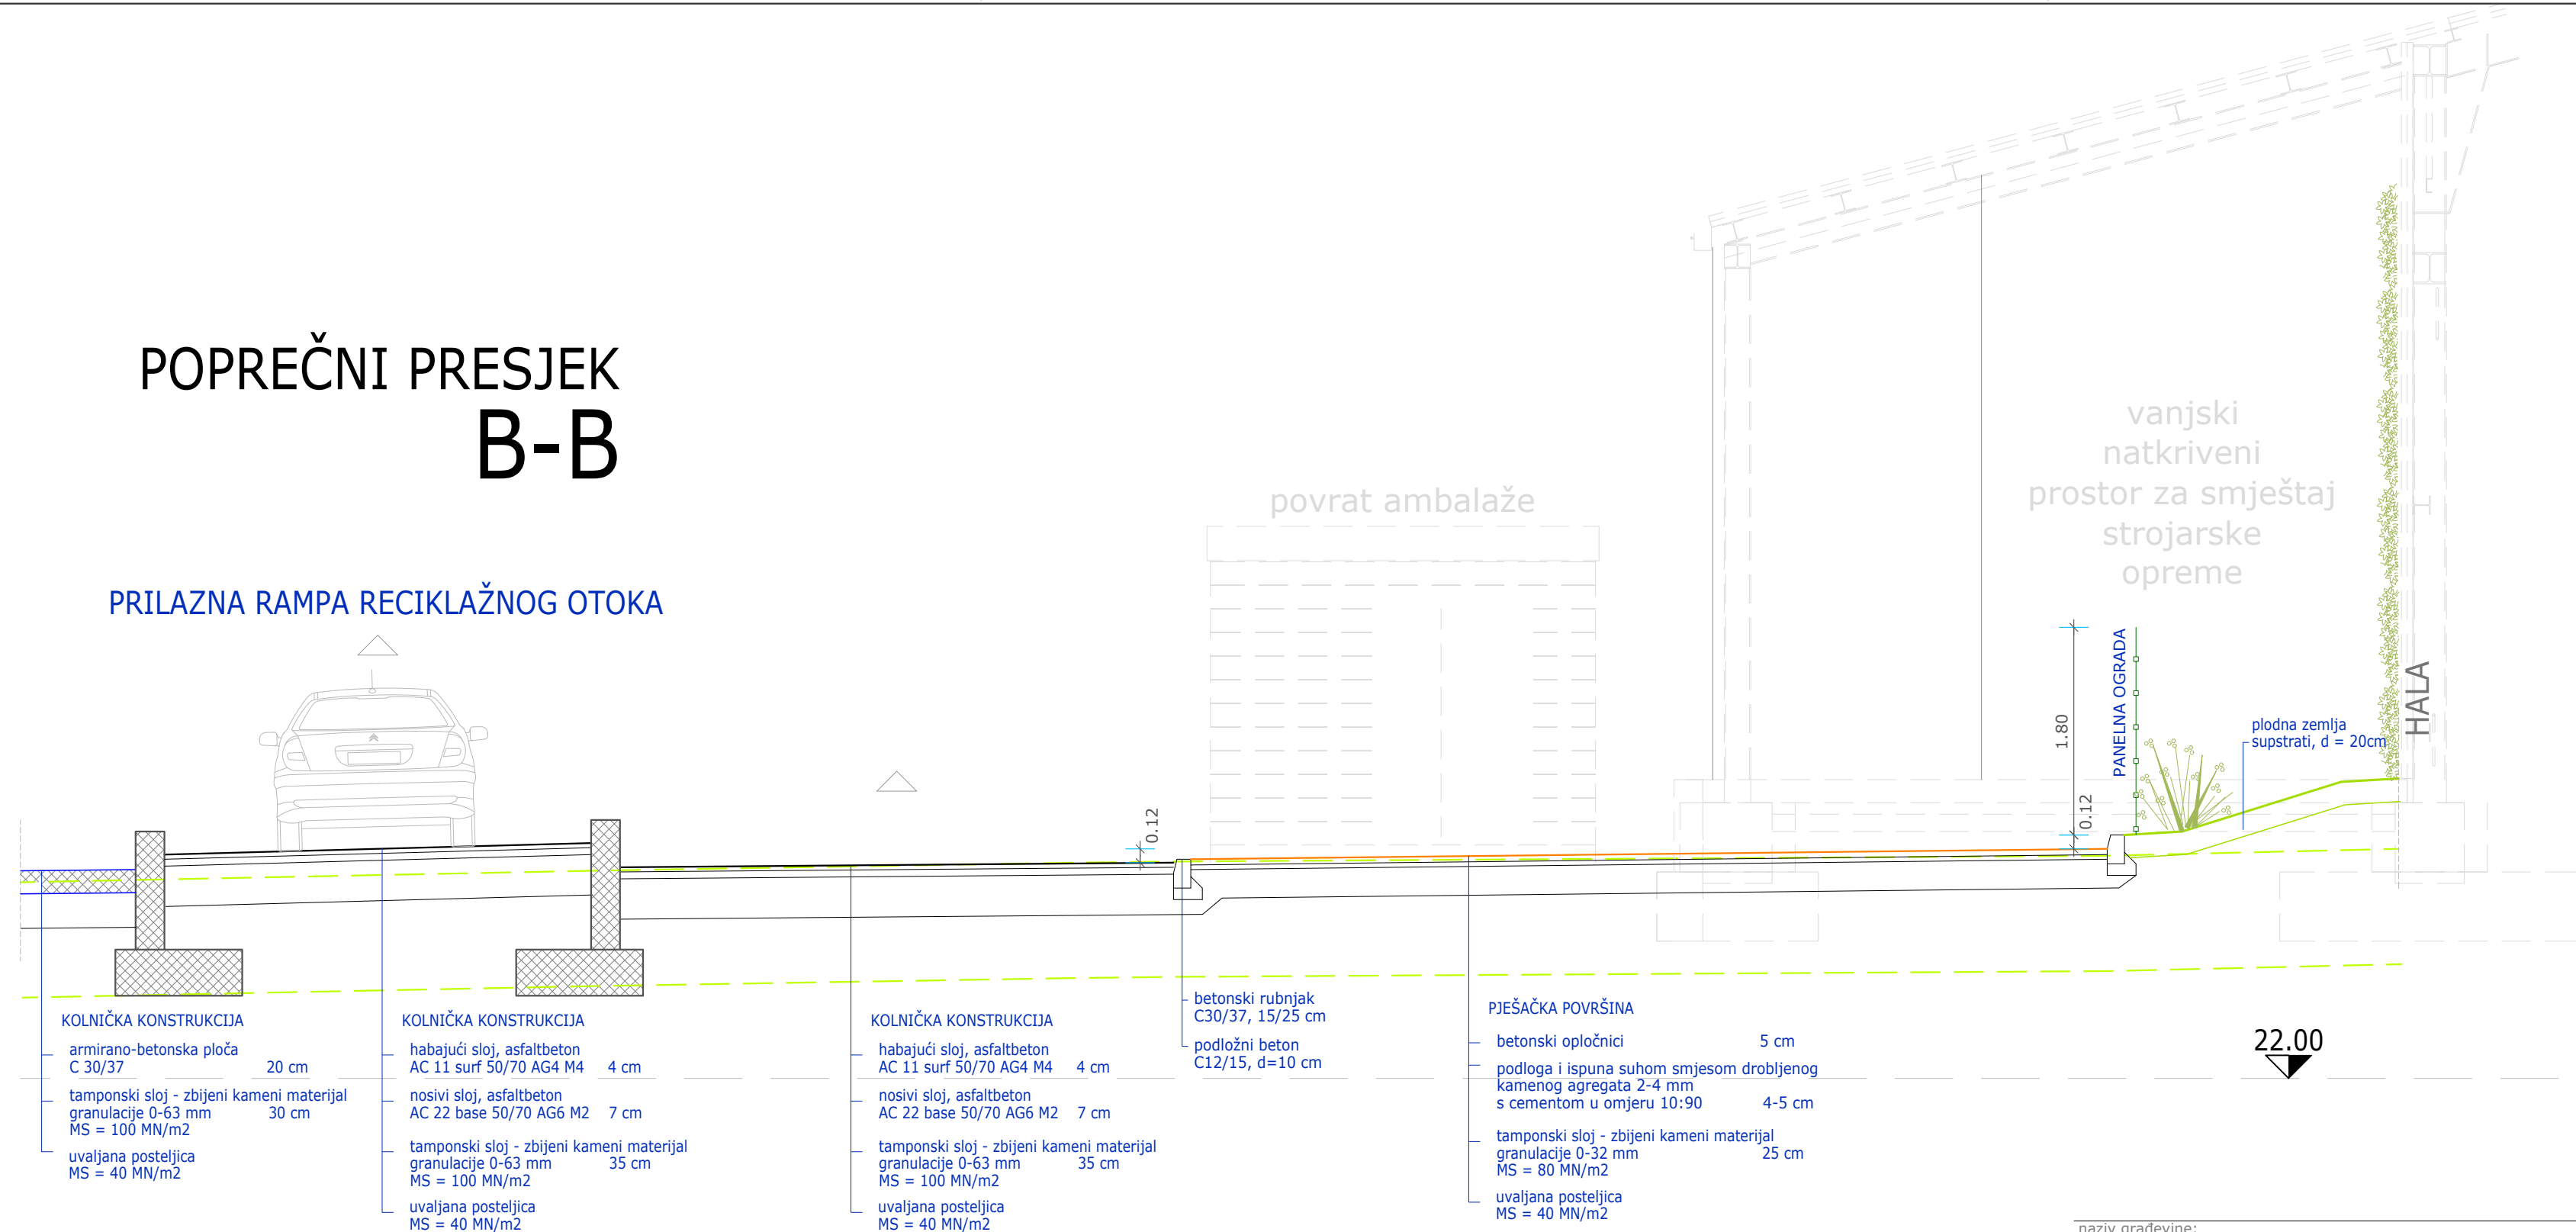 POPREČNI PRESJEK
B-B
PRILAZNA RAMPA RECIKLAŽNOG OTOKA
povrat ambalaže
vanjski
natkriveni
prostor za smještaj
strojarske
opreme
HALA
PANELNA OGRADA
1.80
0.12
0.12
plodna zemlja
supstrati, d = 20cm
22.00
KOLNIČKA KONSTRUKCIJA
armirano-betonska ploča
C 30/37 20 cm
tamponski sloj - zbijeni kameni materijal
granulacije 0-63 mm 30 cm
MS = 100 MN/m2
uvaljana posteljica
MS = 40 MN/m2
KOLNIČKA KONSTRUKCIJA
habajući sloj, asfaltbeton
AC 11 surf 50/70 AG4 M4 4 cm
nosivi sloj, asfaltbeton
AC 22 base 50/70 AG6 M2 7 cm
tamponski sloj - zbijeni kameni materijal
granulacije 0-63 mm 35 cm
MS = 100 MN/m2
uvaljana posteljica
MS = 40 MN/m2
KOLNIČKA KONSTRUKCIJA
habajući sloj, asfaltbeton
AC 11 surf 50/70 AG4 M4 4 cm
nosivi sloj, asfaltbeton
AC 22 base 50/70 AG6 M2 7 cm
tamponski sloj - zbijeni kameni materijal
granulacije 0-63 mm 35 cm
MS = 100 MN/m2
uvaljana posteljica
MS = 40 MN/m2
betonski rubnjak
C30/37, 15/25 cm
podložni beton
C12/15, d=10 cm
PJEŠAČKA POVRŠINA
betonski opločnici 5 cm
podloga i ispuna suhom smjesom drobljenog
kamenog agregata 2-4 mm
s cementom u omjeru 10:90 4-5 cm
tamponski sloj - zbijeni kameni materijal
granulacije 0-32 mm 25 cm
MS = 80 MN/m2
uvaljana posteljica
MS = 40 MN/m2
naziv građevine: